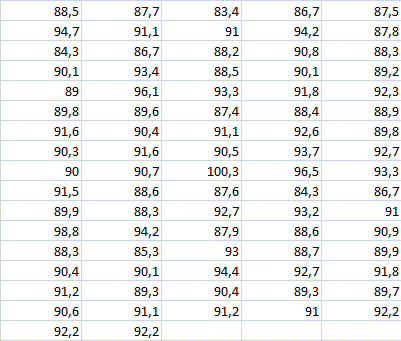 88,5 87,7 83,4 86,7 87,5
94,7 91,1 91 94,2 87,8
84,3 86,7 88,2 90,8 88,3
90,1 93,4 88,5 90,1 89,2
89 96,1 93,3 91,8 92,3
89,8 89,6 87,4 88,4 88,9
91,6 90,4 91,1 92,6 89,8
90,3 91,6 90,5 93,7 92,7
90 90,7 100,3 96,5 93,3
91,5 88,6 87,6 84,3 86,7
89,9 88,3 92,7 93,2 91
98,8 94,2 87,9 88,6 90,9
88,3 85,3 93 88,7 89,9
90,4 90,1 94,4 92,7 91,8
91,2 89,3 90,4 89,3 89,7
90,6 91,1 91,2 91 92,2
92,2 92,2